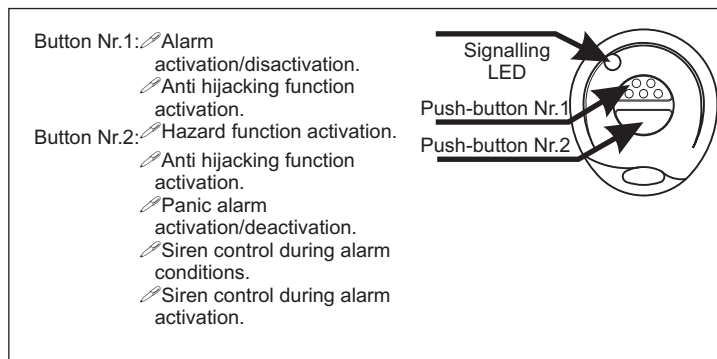 Button Nr.1: Alarm
activation/disactivation.
Anti hijacking function
activation.
Button Nr.2: Hazard function activation.
Anti hijacking function
activation.
Panic alarm
activation/deactivation.
Siren control during alarm
conditions.
Siren control during alarm
activation.
Signalling
LED
Push-button Nr.1
Push-button Nr.2